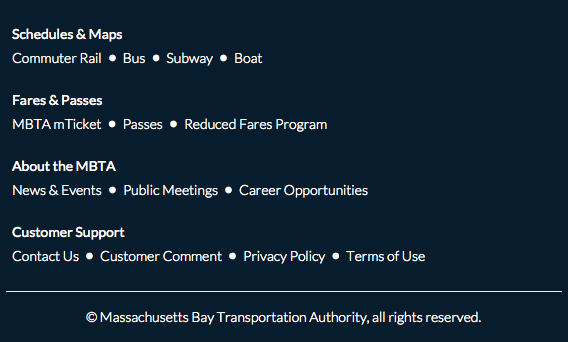 Schedules & Maps
Commuter Rail ● Bus ● Subway ● Boat
Fares & Passes
MBTA mTicket ● Passes ● Reduced Fares Program
About the MBTA
News & Events ● Public Meetings ● Career Opportunities
Customer Support
Contact Us ● Customer Comment ● Privacy Policy ● Terms of Use
© Massachusetts Bay Transportation Authority, all rights reserved.